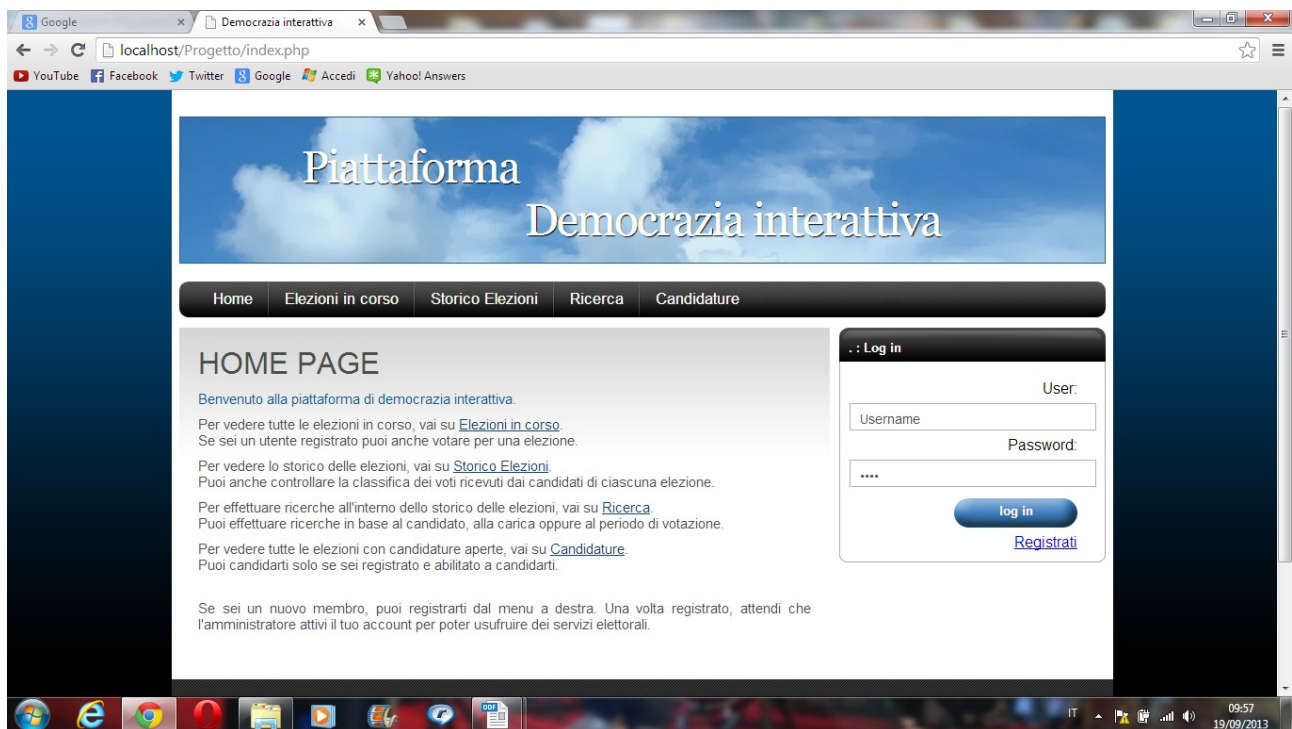 Google
Democrazia interattiva
localhost/Progetto/index.php
YouTube Facebook Twitter Google Accedi Yahoo! Answers
Piattaforma
Democrazia interattiva
Home Elezioni in corso Storico Elezioni Ricerca Candidature
HOME PAGE
Benvenuto alla piattaforma di democrazia interattiva.
Per vedere tutte le elezioni in corso, vai su Elezioni in corso.
Se sei un utente registrato puoi anche votare per una elezione.
Per vedere lo storico delle elezioni, vai su Storico Elezioni.
Puoi anche controllare la classifica dei voti ricevuti dai candidati di ciascuna elezione.
Per effettuare ricerche all'interno dello storico delle elezioni, vai su Ricerca.
Puoi effettuare ricerche in base al candidato, alla carica oppure al periodo di votazione.
Per vedere tutte le elezioni con candidature aperte, vai su Candidature.
Puoi candidarti solo se sei registrato e abilitato a candidarti.
Se sei un nuovo membro, puoi registrarti dal menu a destra. Una volta registrato, attendi che
l'amministratore attivi il tuo account per poter usufruire dei servizi elettorali.
. : Log in
User:
Username
Password:
••••
log in
Registrati
IT
09:57
19/09/2013